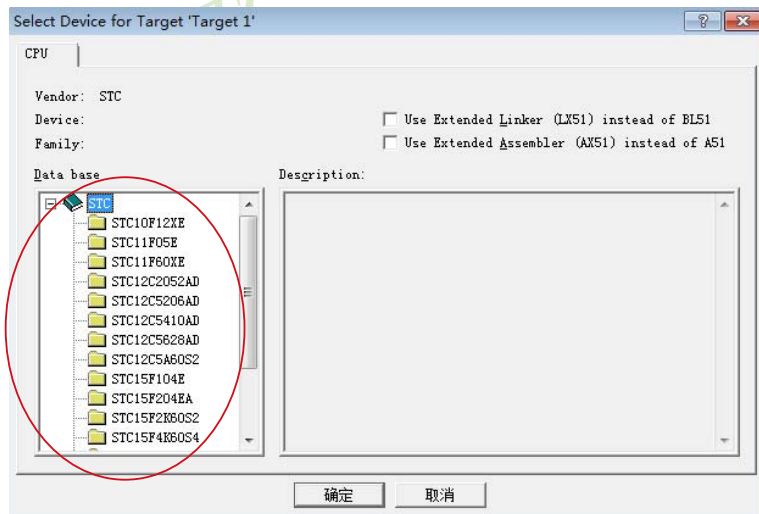 Select Device for Target 'Target 1'
CPU
Vendor: STC
Device:
Use Extended Linker (LX51) instead of BL51
Family:
Use Extended Assembler (AX51) instead of A51
Data base
Description:
STC
STC10F12XE
STC11F05E
STC11F60XE
STC12C2052AD
STC12C5206AD
STC12C5410AD
STC12C5628AD
STC12C5A60S2
STC15F104E
STC15F204EA
STC15F2K60S2
STC15F4K60S4
确定
取消